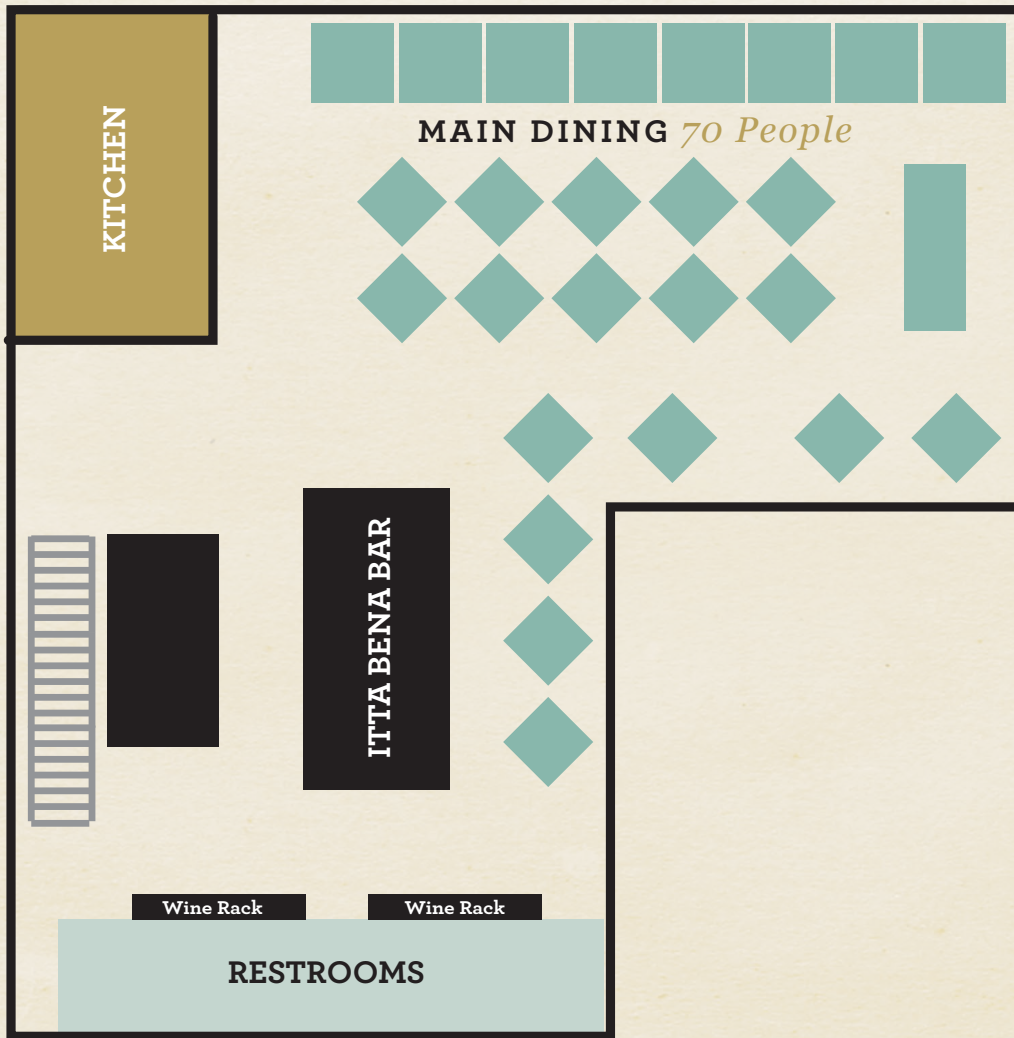 KITCHEN
MAIN DINING 70 People
ITTA BENA BAR
Wine Rack Wine Rack
RESTROOMS